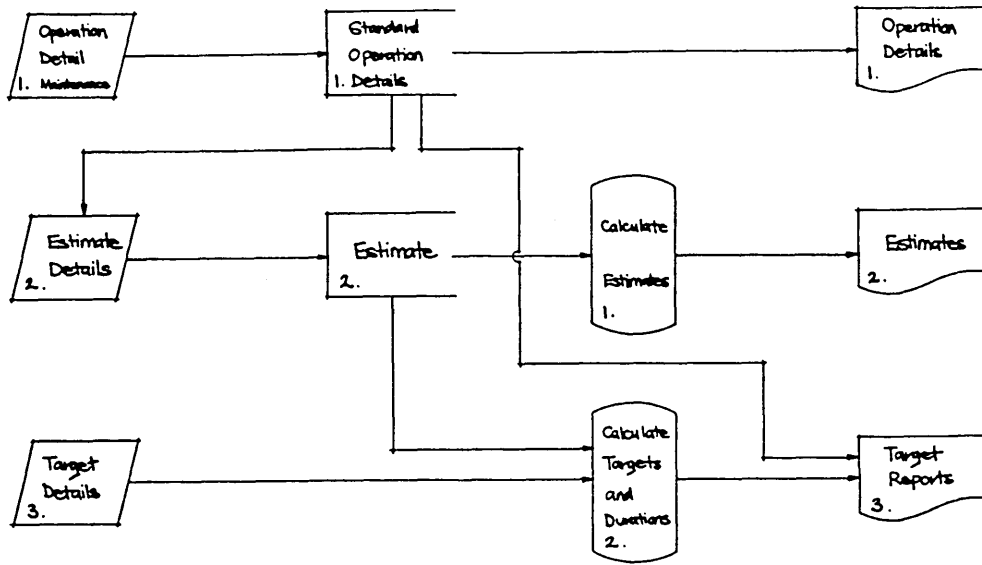 Operation
Detail
1. Maintenance
Standard
Operation
1. Details
Operation
Details
1.
Estimate
Details
2.
Estimate
2.
Calculate
Estimates
1.
Estimates
2.
Target
Details
3.
Calculate
Targets
and
Durations
2.
Target
Reports
3.